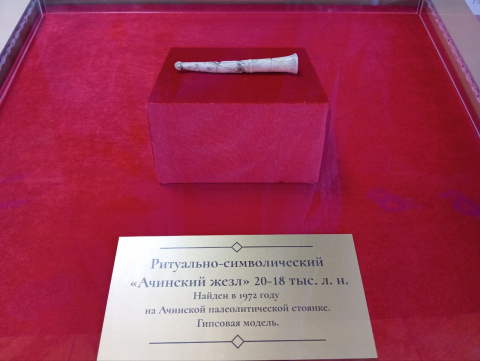 Ритуально-символический
«Ачинский жезл» 20-18 тыс. л. н.
Найден в 1972 году
на Ачинской палеолитической стоянке.
Гипсовая модель.